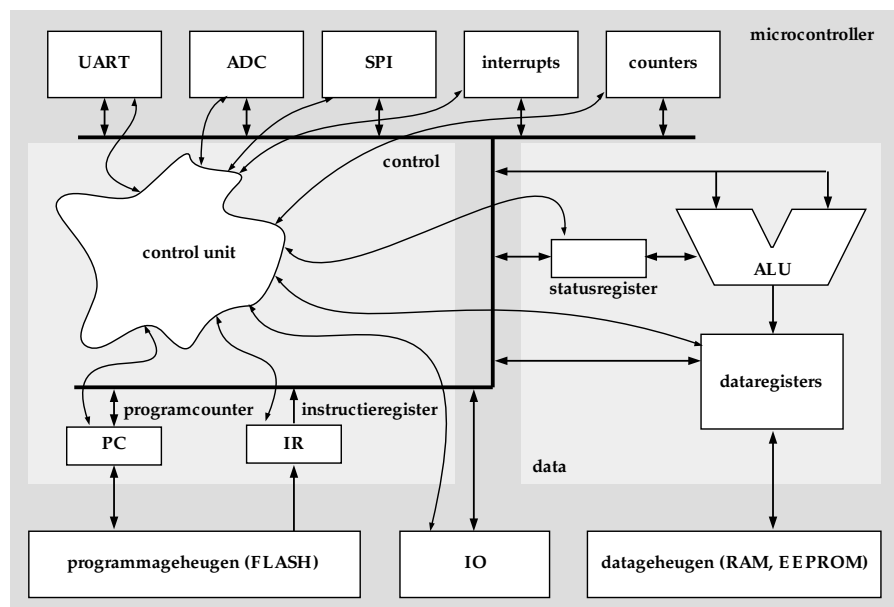 microcontroller
UART
ADC
SPI
interrupts
counters
control
control unit
ALU
statusregister
dataregisters
programcounter
instructieregister
PC
IR
data
programmageheugen (FLASH)
IO
datageheugen (RAM, EEPROM)